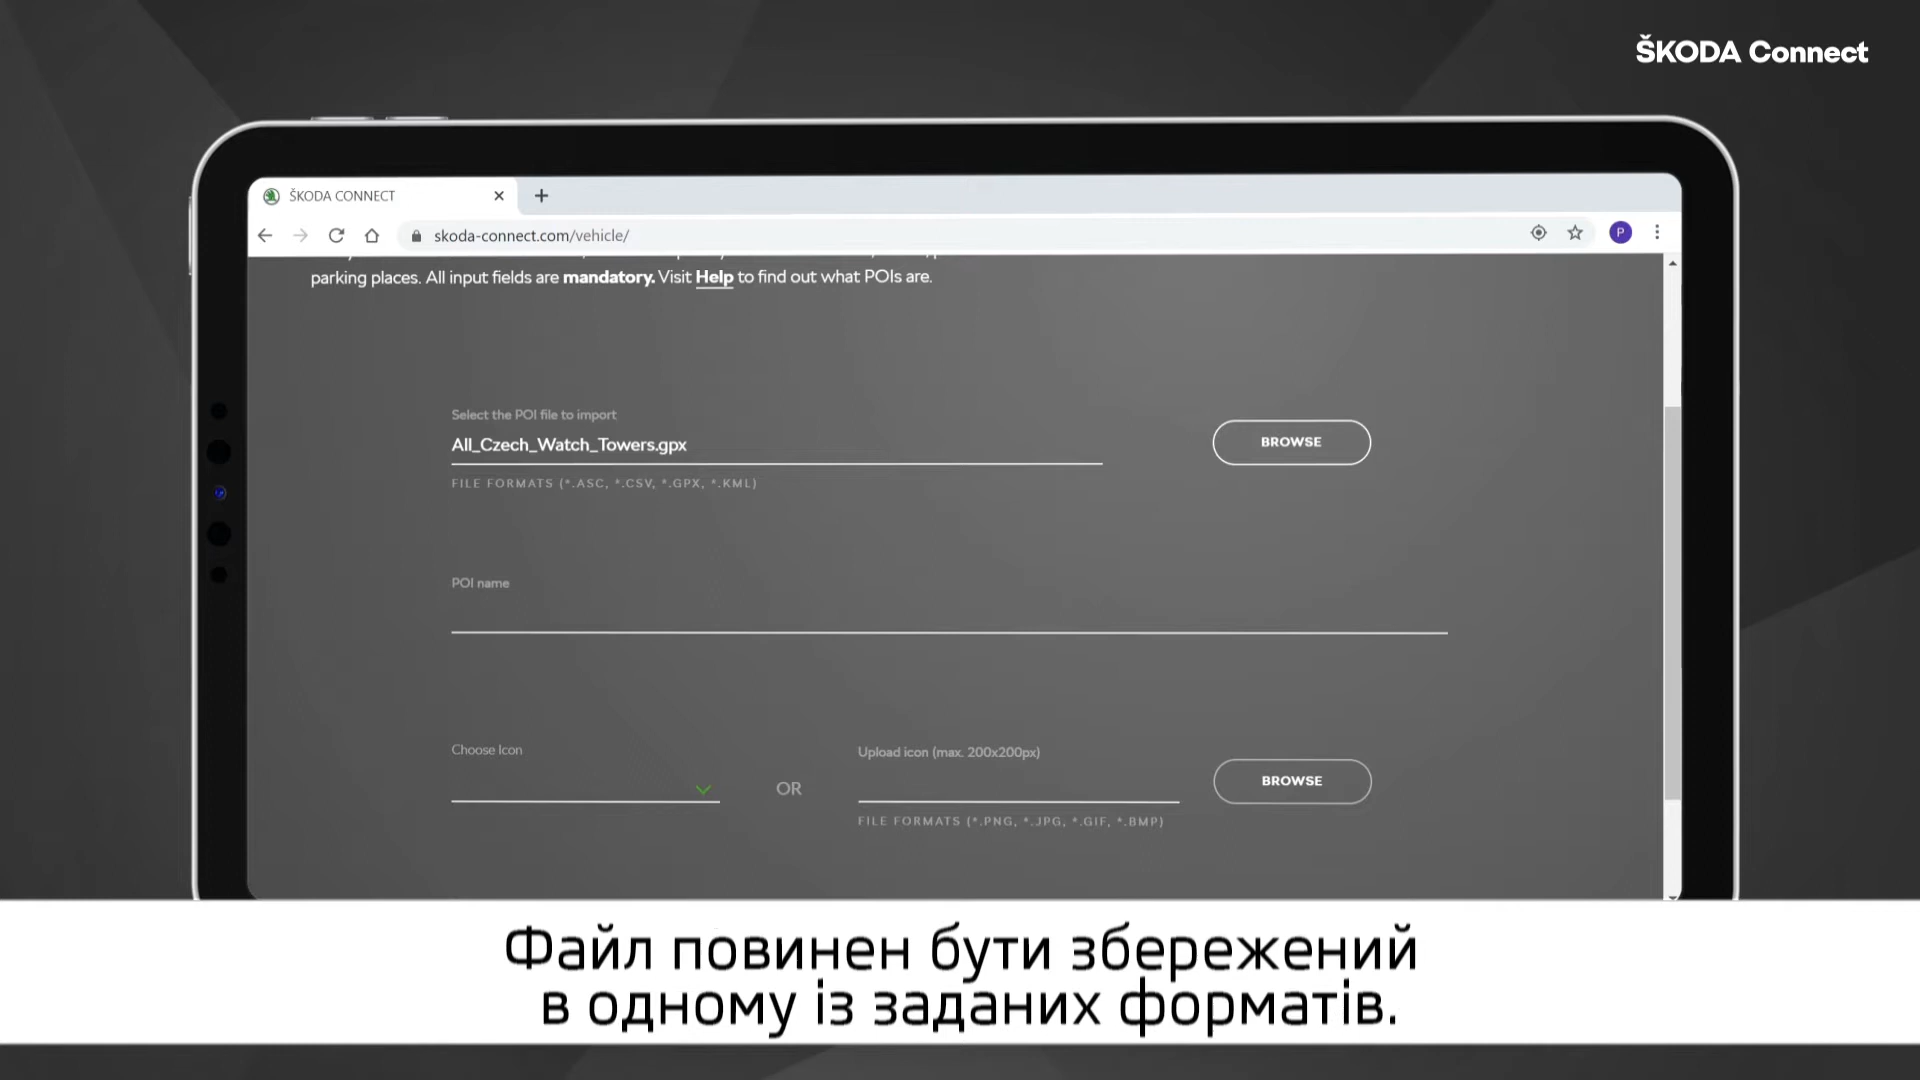 ŠKODA Connect
ŠKODA CONNECT
skoda-connect.com/vehicle/
P
parking places. All input fields are mandatory. Visit Help to find out what POIs are.
Select the POI file to import
All_Czech_Watch_Towers.gpx
BROWSE
FILE FORMATS (*.ASC, *.CSV, *.GPX, *.KML)
POI name
Choose Icon
OR
Upload icon (max. 200x200px)
BROWSE
FILE FORMATS (*.PNG, *.JPG, *.GIF, *.BMP)
Файл повинен бути збережений
в одному із заданих форматів.